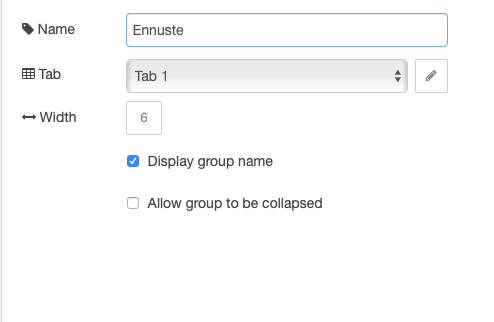 Name Ennuste
Tab Tab 1
Width 6
Display group name
Allow group to be collapsed